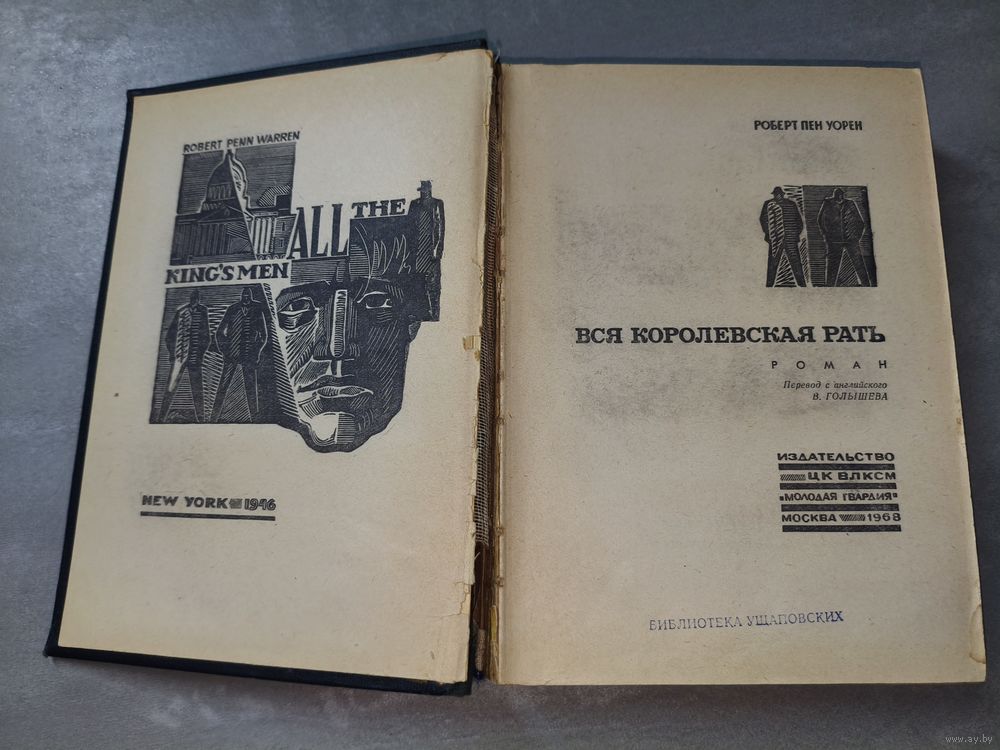 ROBERT PENN WARREN
ALL THE
KING'S MEN
NEW YORK 1946
РОБЕРТ ПЕН УОРЕН
ВСЯ КОРОЛЕВСКАЯ РАТЬ
РОМАН
Перевод с английского
В. ГОЛЫШЕВА
ИЗДАТЕЛЬСТВО
ЦК ВЛКСМ
"МОЛОДАЯ ГВАРДИЯ"
МОСКВА 1968
БИБЛИОТЕКА УЩАПОВСКИХ
www.ay.by